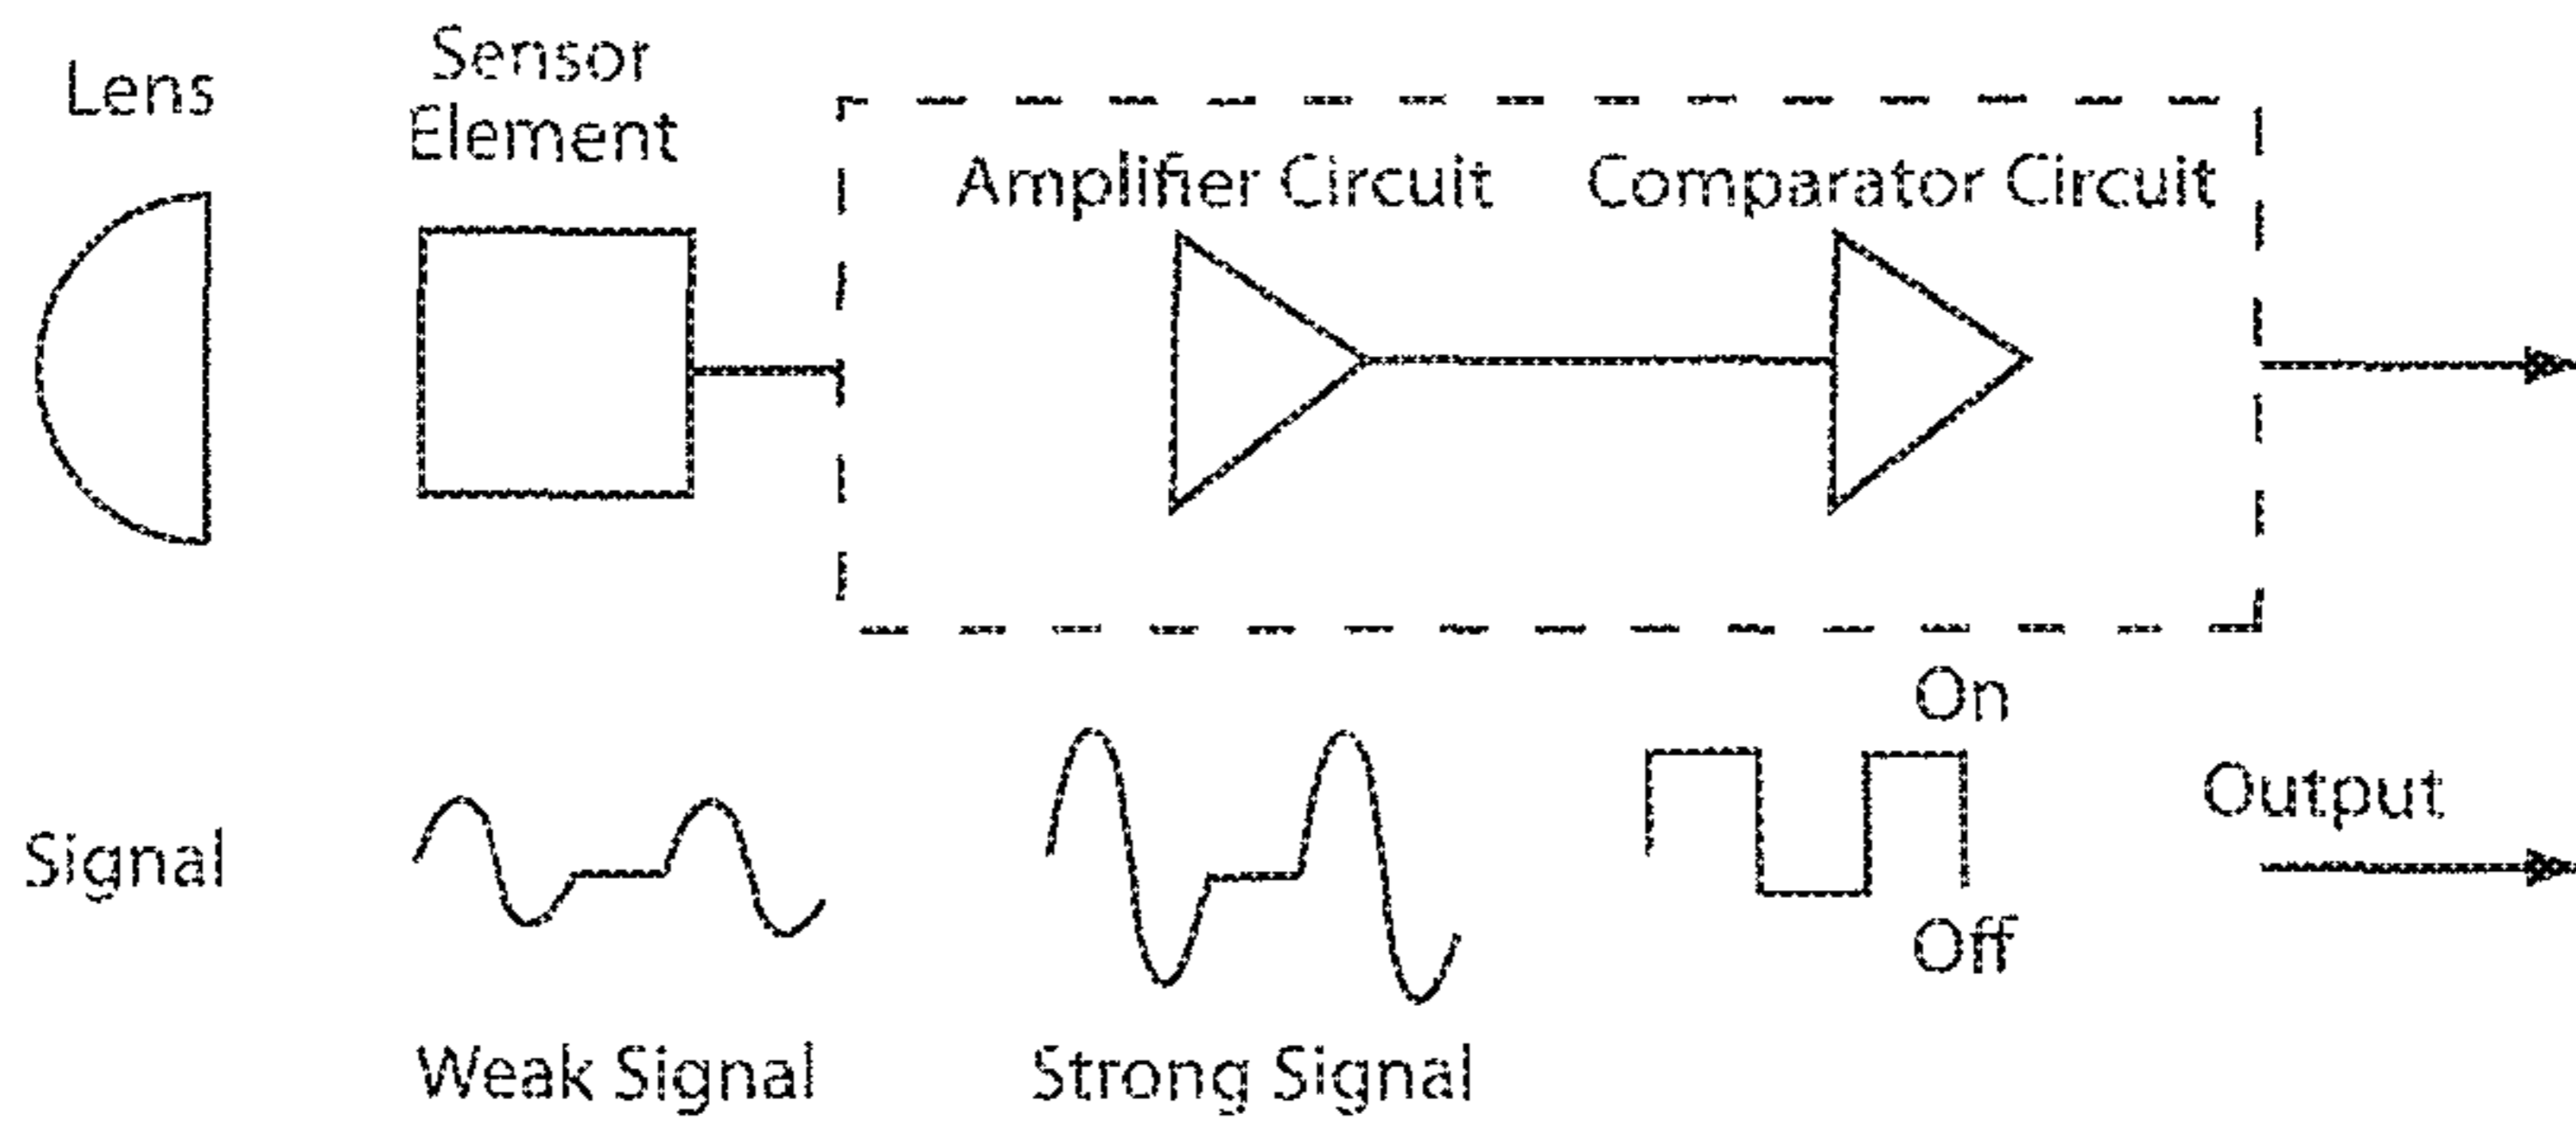 Lens
Sensor
Element
Amplifier Circuit
Comparator Circuit
On
Output
Signal
Off
Weak Signal
Strong Signal